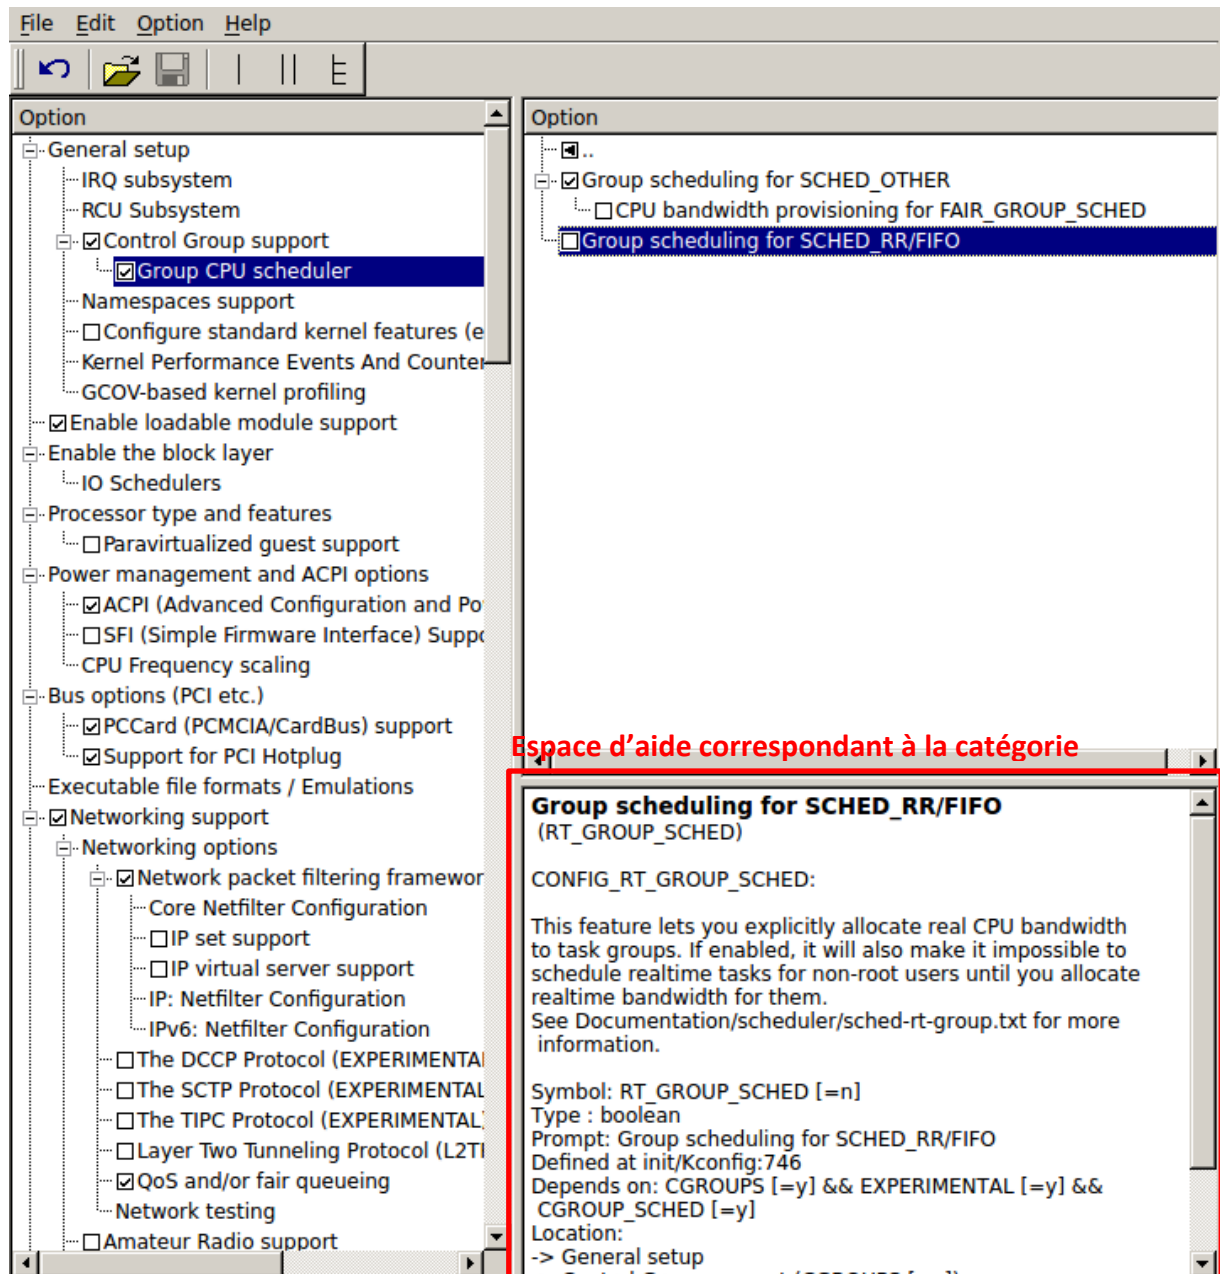 File Edit Option Help
Option
General setup
IRQ subsystem
RCU Subsystem
Control Group support
Group CPU scheduler
Namespaces support
Configure standard kernel features (e
Kernel Performance Events And Counter
GCOV-based kernel profiling
Enable loadable module support
Enable the block layer
IO Schedulers
Processor type and features
Paravirtualized guest support
Power management and ACPI options
ACPI (Advanced Configuration and Po
SFI (Simple Firmware Interface) Suppo
CPU Frequency scaling
Bus options (PCI etc.)
PCCard (PCMCIA/CardBus) support
Support for PCI Hotplug
Executable file formats / Emulations
Networking support
Networking options
Network packet filtering framewor
Core Netfilter Configuration
IP set support
IP virtual server support
IP: Netfilter Configuration
IPv6: Netfilter Configuration
The DCCP Protocol (EXPERIMENTAL
The SCTP Protocol (EXPERIMENTAL
The TIPC Protocol (EXPERIMENTAL)
Layer Two Tunneling Protocol (L2T
QoS and/or fair queueing
Network testing
Amateur Radio support
Option
..
Group scheduling for SCHED_OTHER
CPU bandwidth provisioning for FAIR_GROUP_SCHED
Group scheduling for SCHED_RR/FIFO
Espace d’aide correspondant à la catégorie
Group scheduling for SCHED_RR/FIFO
(RT_GROUP_SCHED)
CONFIG_RT_GROUP_SCHED:
This feature lets you explicitly allocate real CPU bandwidth
to task groups. If enabled, it will also make it impossible to
schedule realtime tasks for non-root users until you allocate
realtime bandwidth for them.
See Documentation/scheduler/sched-rt-group.txt for more
information.
Symbol: RT_GROUP_SCHED [=n]
Type : boolean
Prompt: Group scheduling for SCHED_RR/FIFO
Defined at init/Kconfig:746
Depends on: CGROUPS [=y] && EXPERIMENTAL [=y] &&
CGROUP_SCHED [=y]
Location:
-> General setup